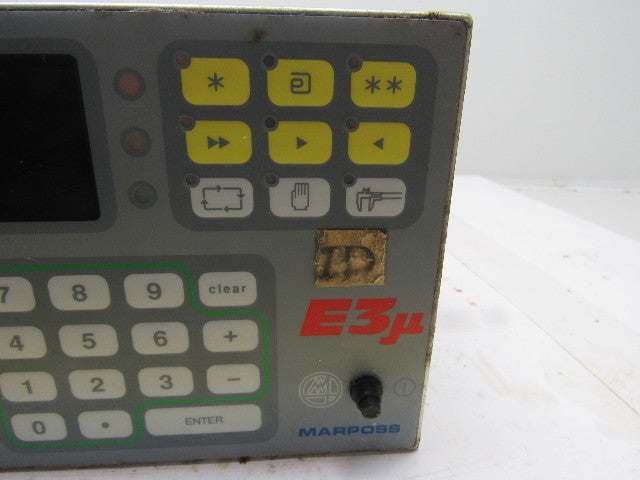 * **
ID
7 8 9 clear
E3μ
4 5 6 +
1 2 3 -
0 • ENTER
MARPOSS